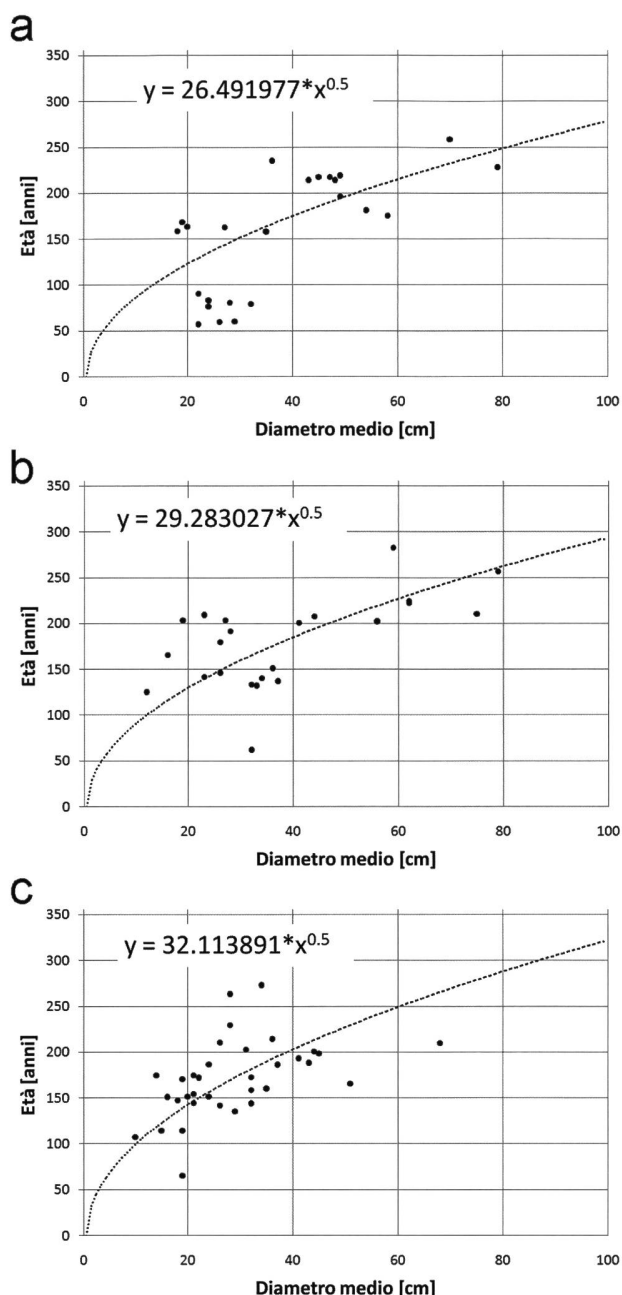 a
350
300
250
200
150
100
50
0
y = 26.491977*x^0.5
Età [anni]
0 20 40 60 80 100
Diametro medio [cm]
b
350
300
250
200
150
100
50
0
y = 29.283027*x^0.5
Età [anni]
0 20 40 60 80 100
Diametro medio [cm]
c
350
300
250
200
150
100
50
0
y = 32.113891*x^0.5
Età [anni]
0 20 40 60 80 100
Diametro medio [cm]